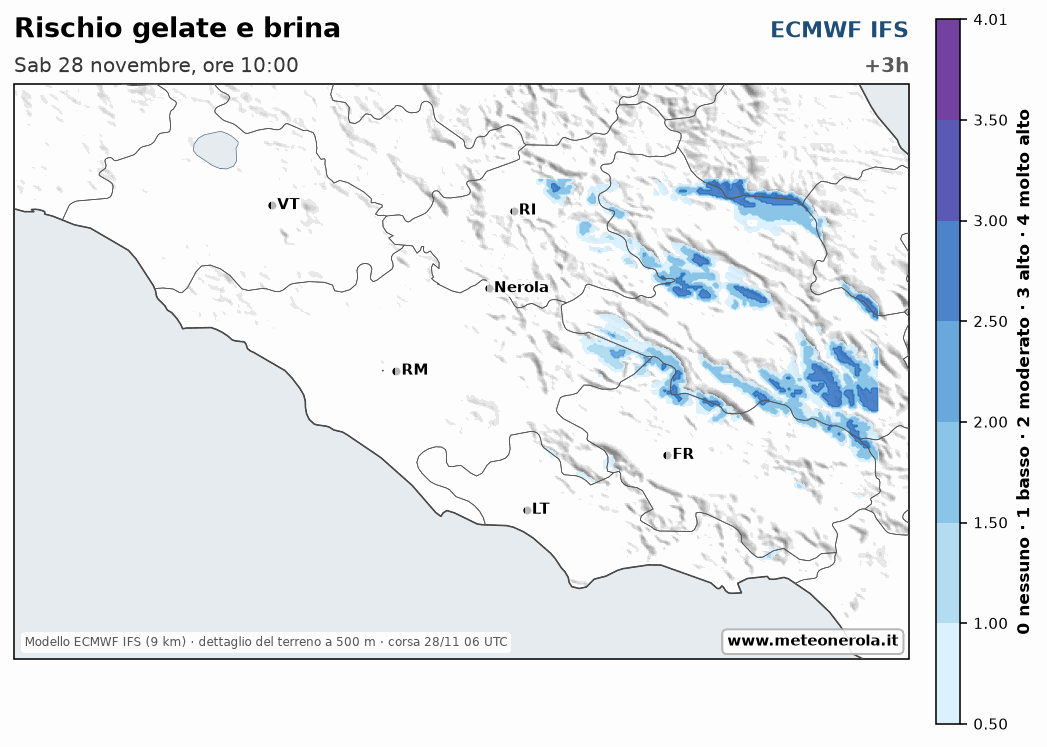 Rischio gelate e brina
ECMWF IFS
Sab 28 novembre, ore 10:00
+3h
VT
RI
Nerola
RM
FR
LT
Modello ECMWF IFS (9 km) · dettaglio del terreno a 500 m · corsa 28/11 06 UTC
www.meteonerola.it
4.01
3.50
3.00
2.50
2.00
1.50
1.00
0.50
0 nessuno · 1 basso · 2 moderato · 3 alto · 4 molto alto